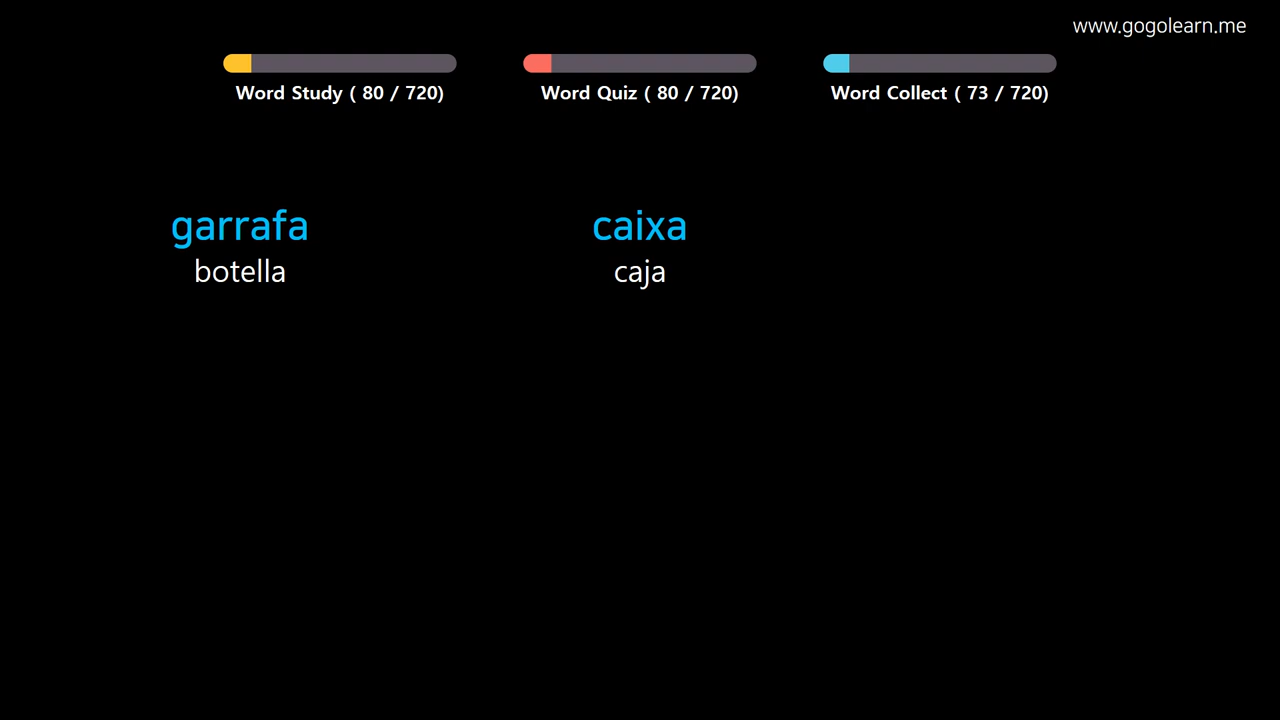 www.gogolearn.me
Word Study ( 80 / 720)
Word Quiz ( 80 / 720)
Word Collect ( 73 / 720)
garrafa
botella
caixa
caja